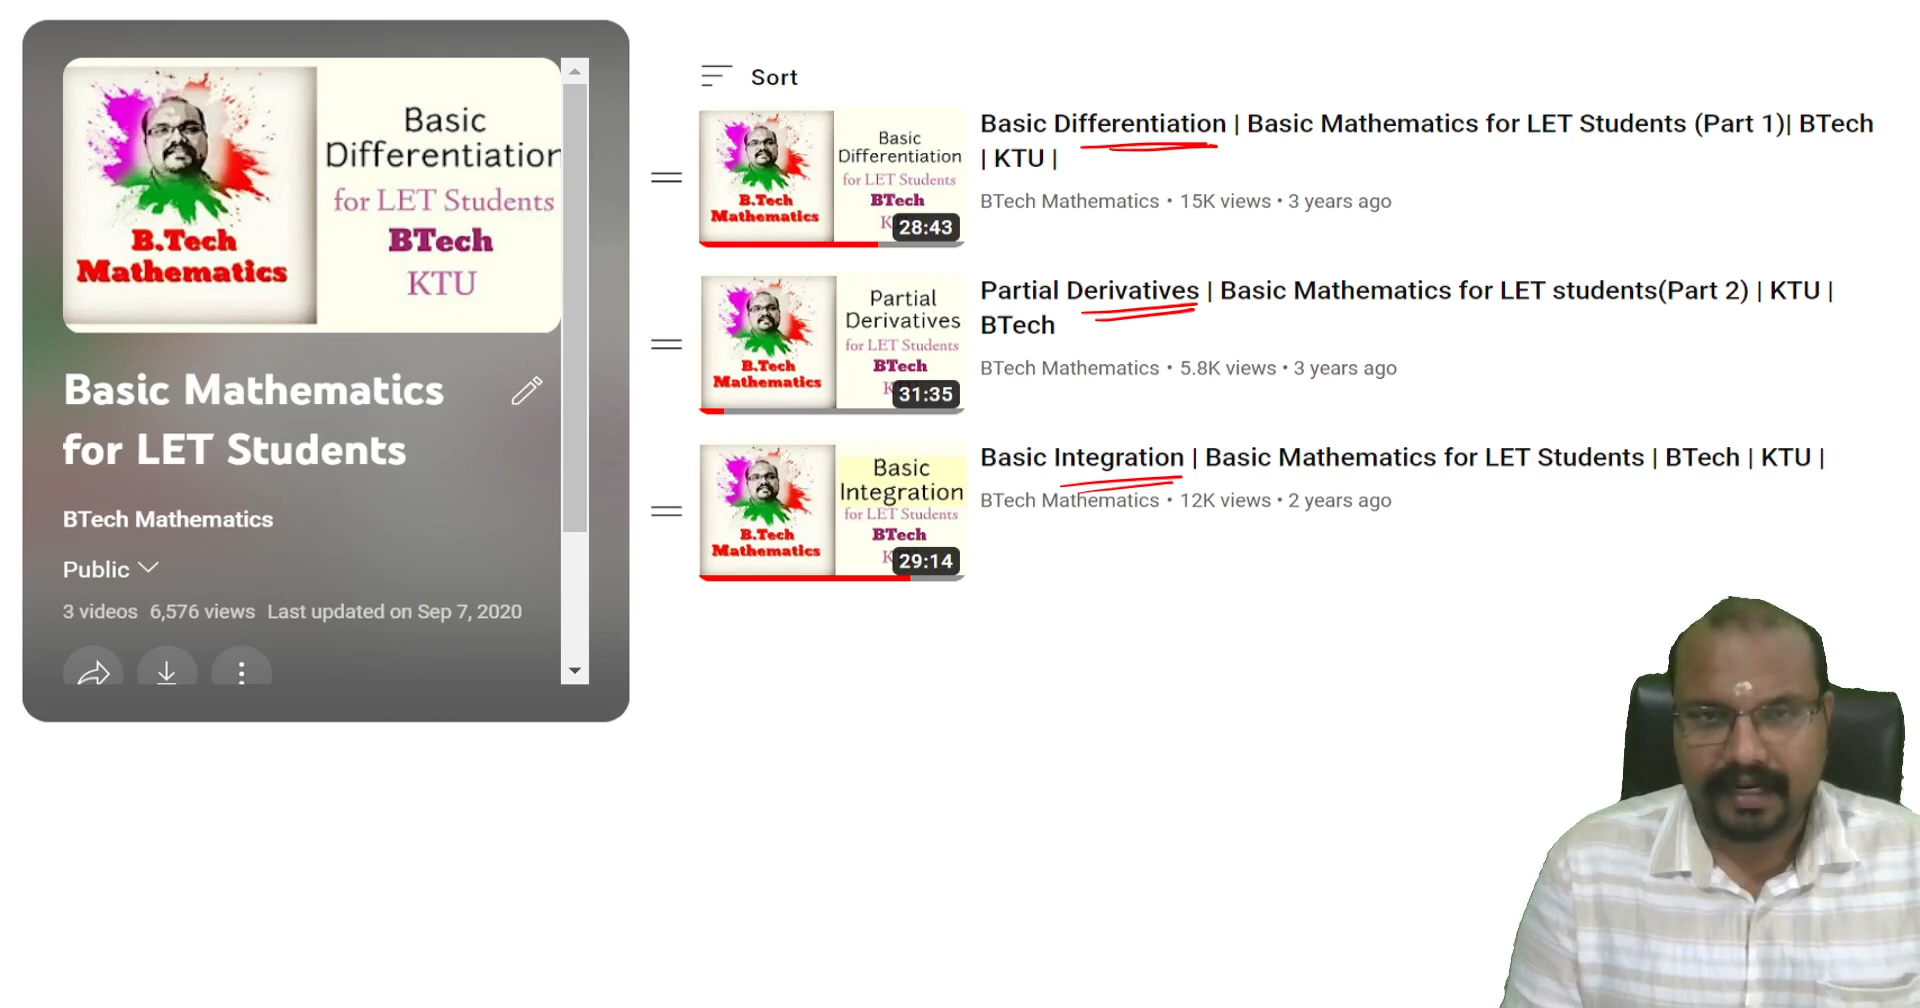 Basic
Differentiation
for LET Students
BTech
KTU
B.Tech
Mathematics
Basic Mathematics
for LET Students
BTech Mathematics
Public
3 videos 6,576 views Last updated on Sep 7, 2020
Sort
Basic
Differentiation
for LET Students
BTech
K
28:43
B.Tech
Mathematics
Basic Differentiation | Basic Mathematics for LET Students (Part 1)| BTech
| KTU |
BTech Mathematics • 15K views • 3 years ago
Partial
Derivatives
for LET Students
BTech
K
31:35
B.Tech
Mathematics
Partial Derivatives | Basic Mathematics for LET students(Part 2) | KTU |
BTech
BTech Mathematics • 5.8K views • 3 years ago
Basic
Integration
for LET Students
BTech
K
29:14
B.Tech
Mathematics
Basic Integration | Basic Mathematics for LET Students | BTech | KTU |
BTech Mathematics • 12K views • 2 years ago